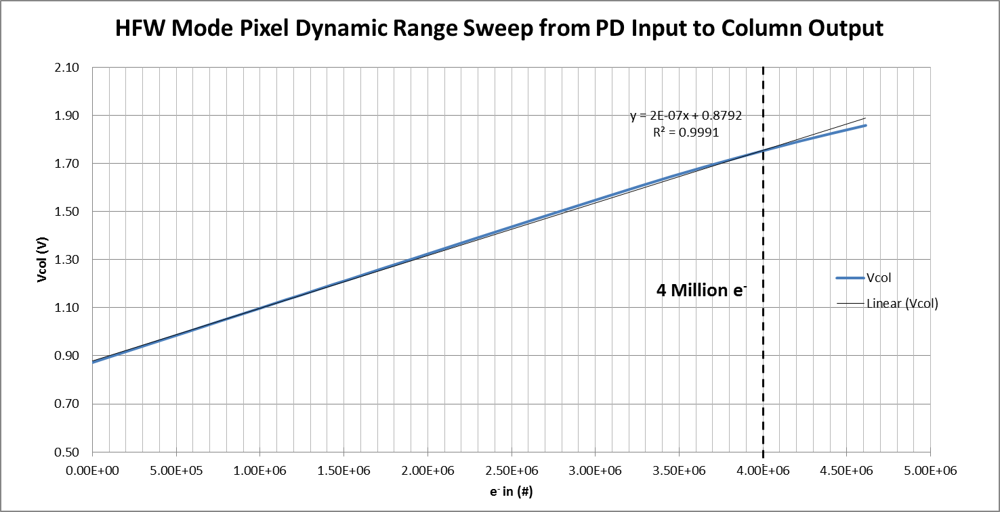 HFW Mode Pixel Dynamic Range Sweep from PD Input to Column Output
2.10
1.90
1.70
1.50
1.30
1.10
0.90
0.70
0.50
Vcol (V)
y = 2E-07x + 0.8792
R² = 0.9991
4 Million e⁻
Vcol
Linear (Vcol)
0.00E+00 5.00E+05 1.00E+06 1.50E+06 2.00E+06 2.50E+06 3.00E+06 3.50E+06 4.00E+06 4.50E+06 5.00E+06
e⁻ in (#)